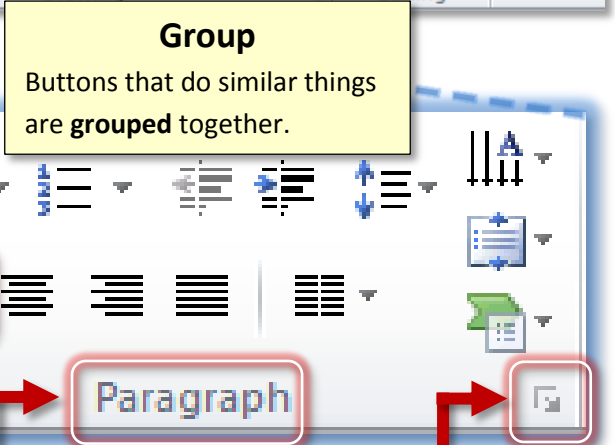 Group
Buttons that do similar things
are grouped together.
Paragraph